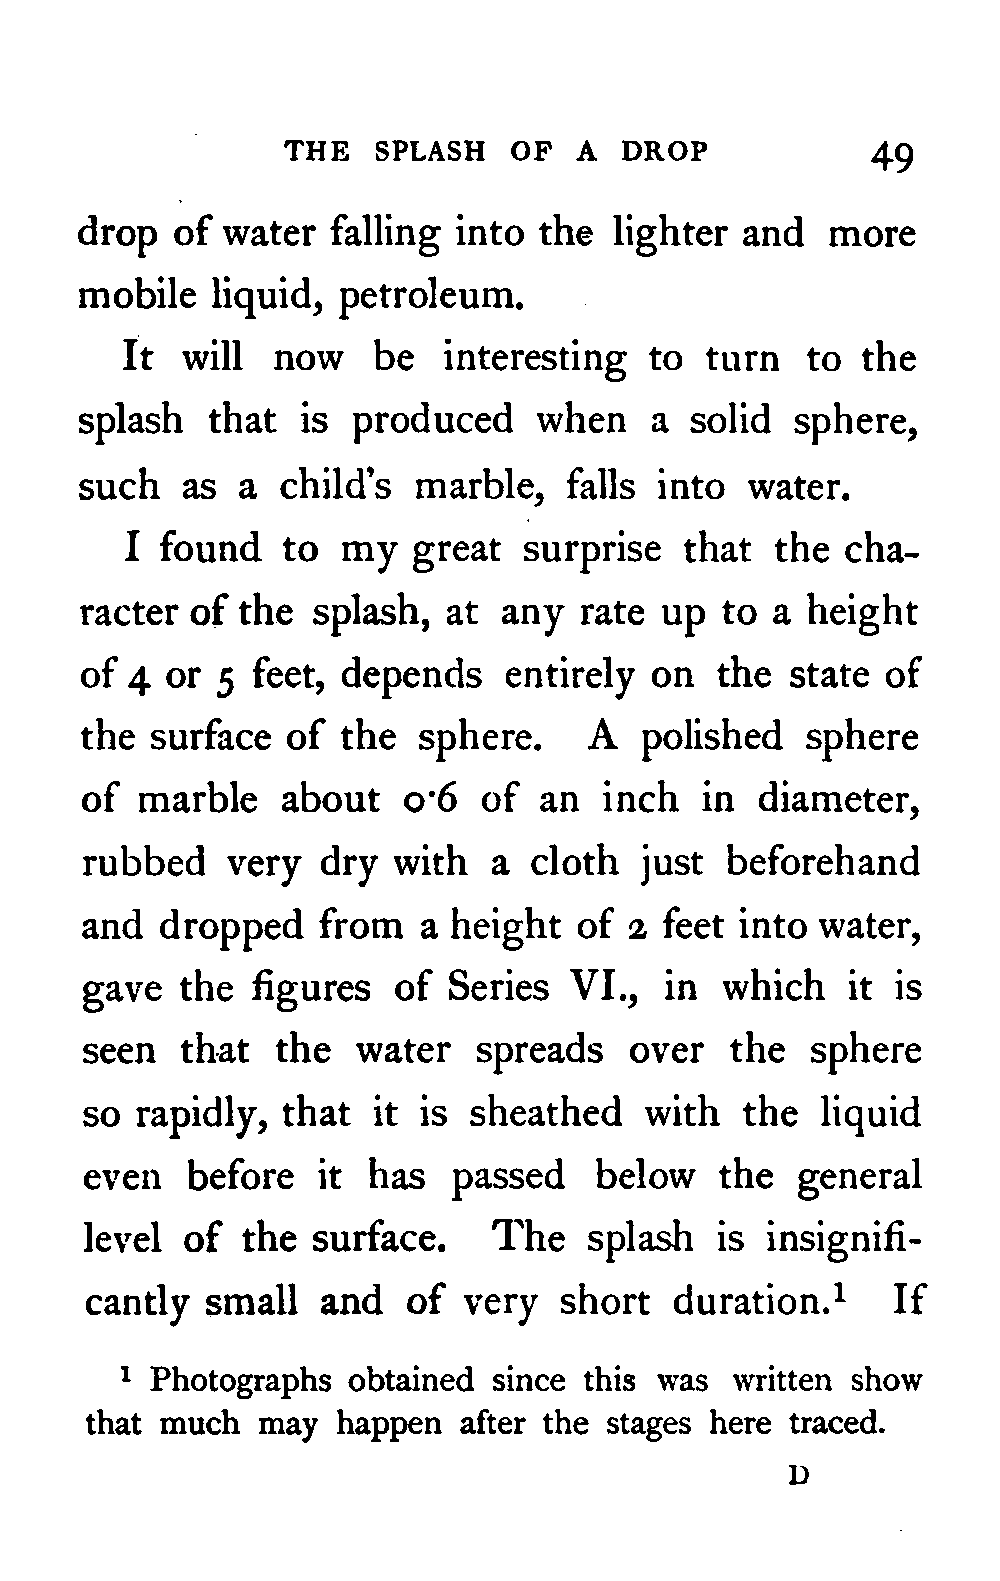 THE SPLASH OF A DROP 49
drop of water falling into the lighter and more
mobile liquid, petroleum.
It will now be interesting to turn to the
splash that is produced when a solid sphere,
such as a child's marble, falls into water.
I found to my great surprise that the cha-
racter of the splash, at any rate up to a height
of 4 or 5 feet, depends entirely on the state of
the surface of the sphere. A polished sphere
of marble about 0·6 of an inch in diameter,
rubbed very dry with a cloth just beforehand
and dropped from a height of 2 feet into water,
gave the figures of Series VI., in which it is
seen that the water spreads over the sphere
so rapidly, that it is sheathed with the liquid
even before it has passed below the general
level of the surface. The splash is insignifi-
cantly small and of very short duration.¹ If
¹ Photographs obtained since this was written show
that much may happen after the stages here traced.
D